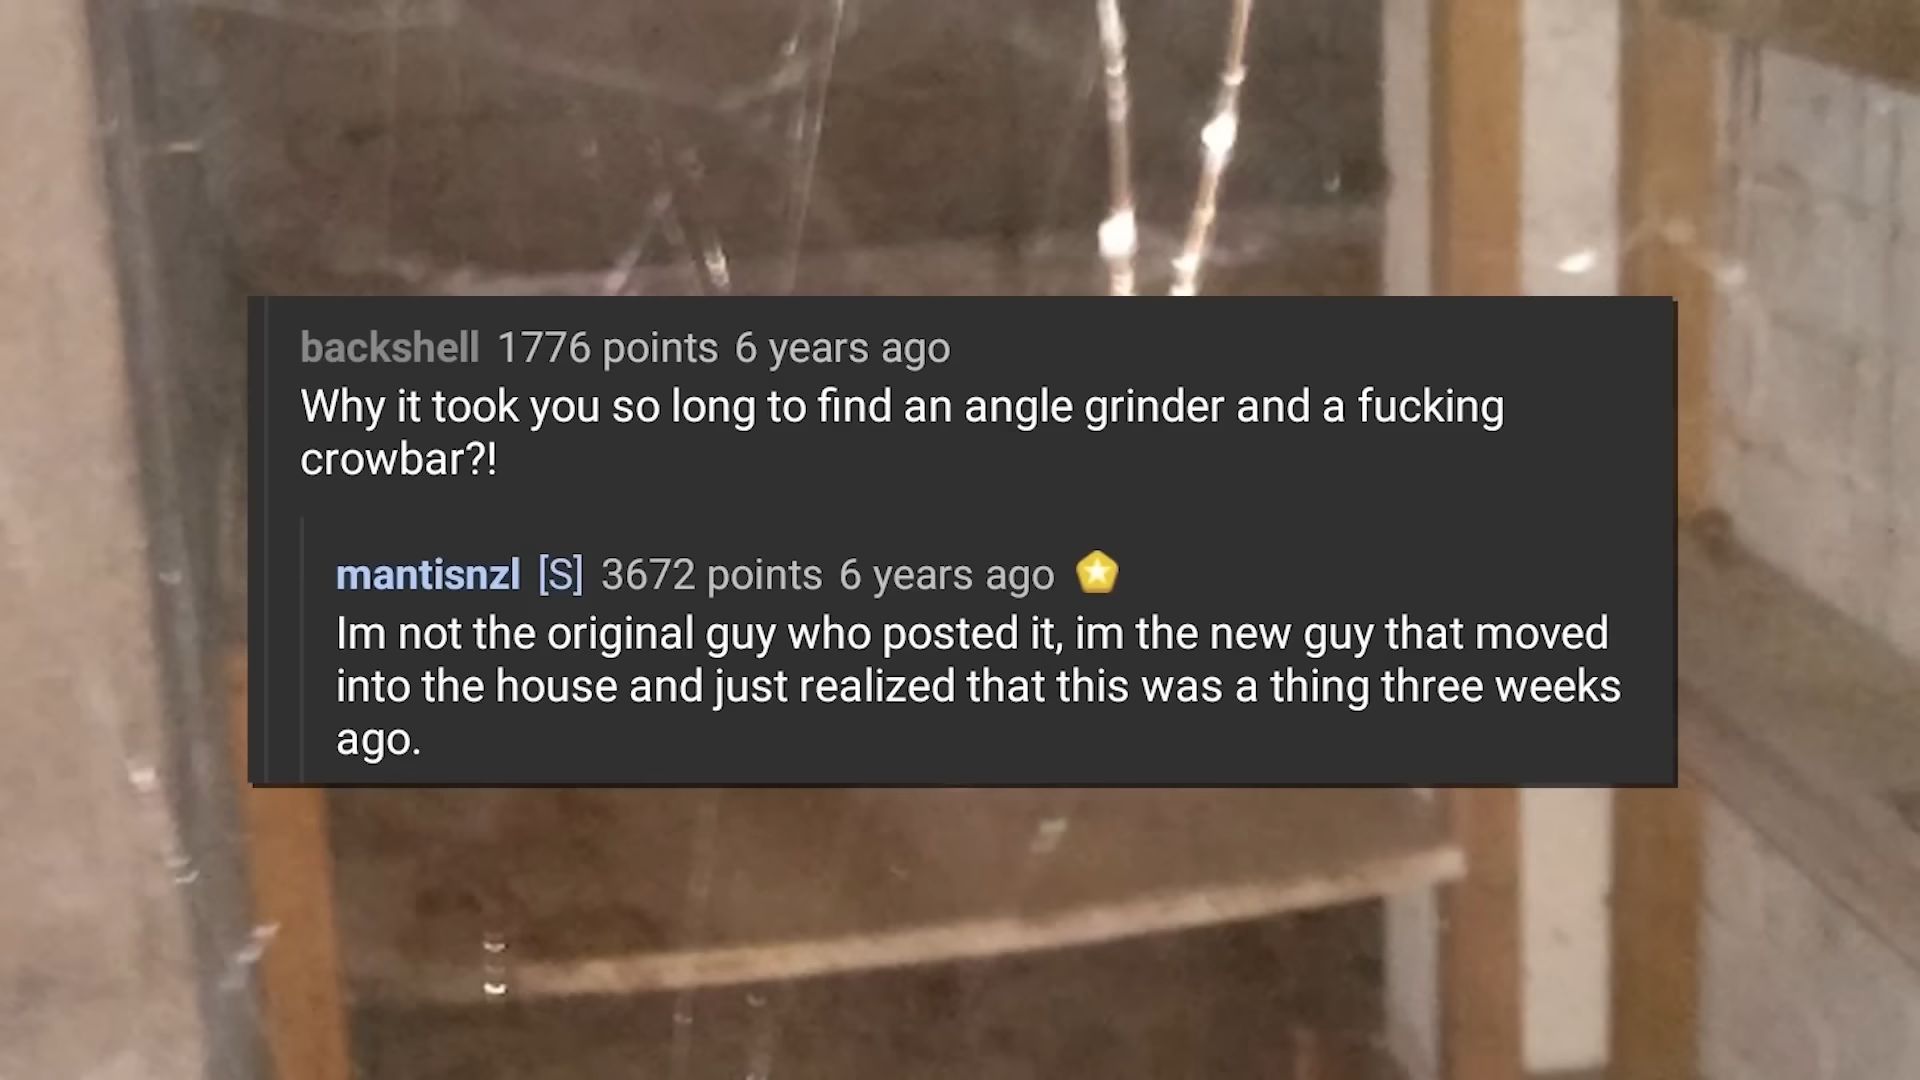 backshell 1776 points 6 years ago
Why it took you so long to find an angle grinder and a fucking
crowbar?!
mantisnzl [S] 3672 points 6 years ago
Im not the original guy who posted it, im the new guy that moved
into the house and just realized that this was a thing three weeks
ago.